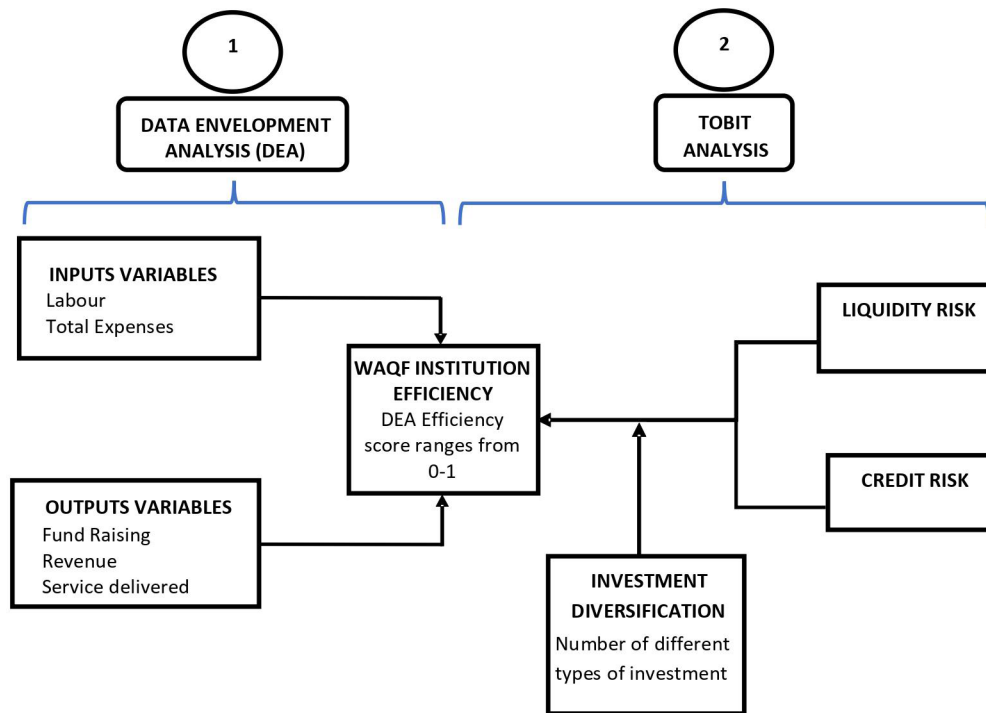 1
DATA ENVELOPMENT
ANALYSIS (DEA)
2
TOBIT
ANALYSIS
INPUTS VARIABLES
Labour
Total Expenses
OUTPUTS VARIABLES
Fund Raising
Revenue
Service delivered
WAQF INSTITUTION
EFFICIENCY
DEA Efficiency
score ranges from
0-1
INVESTMENT
DIVERSIFICATION
Number of different
types of investment
LIQUIDITY RISK
CREDIT RISK